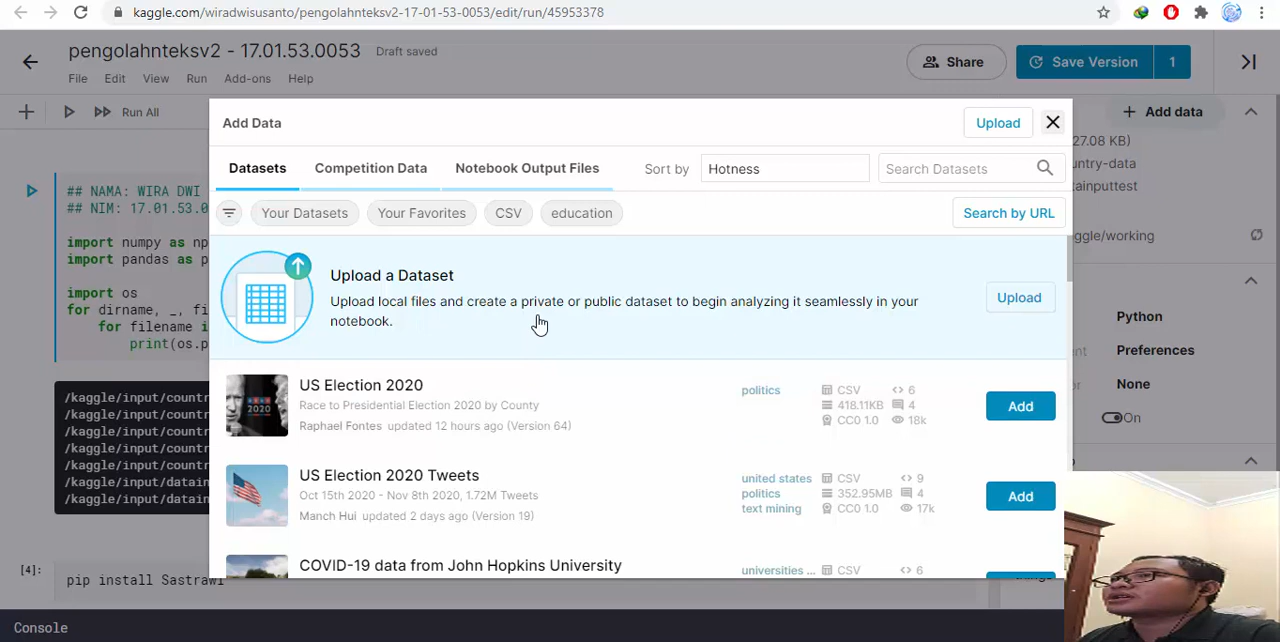 kaggle.com/wiradwisusanto/pengolahnteksv2-17-01-53-0053/edit/run/45953378
pengolahnteksv2 - 17.01.53.0053 Draft saved
File Edit View Run Add-ons Help
Share
Save Version 1
Run All
+ Add data
Add Data
Upload
Datasets Competition Data Notebook Output Files
Sort by Hotness Search Datasets
Your Datasets Your Favorites CSV education
Search by URL
Upload a Dataset
Upload local files and create a private or public dataset to begin analyzing it seamlessly in your
notebook.
Upload
US Election 2020
Race to Presidential Election 2020 by County
Raphael Fontes updated 12 hours ago (Version 64)
politics
CSV 6
418.11KB 4
CC0 1.0 18k
Add
US Election 2020 Tweets
Oct 15th 2020 - Nov 8th 2020, 1.72M Tweets
Manch Hui updated 2 days ago (Version 19)
united states
politics
text mining
CSV 9
352.95MB 4
CC0 1.0 17k
Add
COVID-19 data from John Hopkins University
universities ...
CSV 6
## NAMA: WIRA DWI
## NIM: 17.01.53.0
import numpy as np
import pandas as p
import os
for dirname, _, fi
for filename i
print(os.p
/kaggle/input/countr
/kaggle/input/countr
/kaggle/input/countr
/kaggle/input/countr
/kaggle/input/countr
/kaggle/input/datain
/kaggle/input/datain
[4]:
pip install Sastrawi
27.08 KB)
untry-data
tainputtest
ggle/working
Python
Preferences
None
On
Console